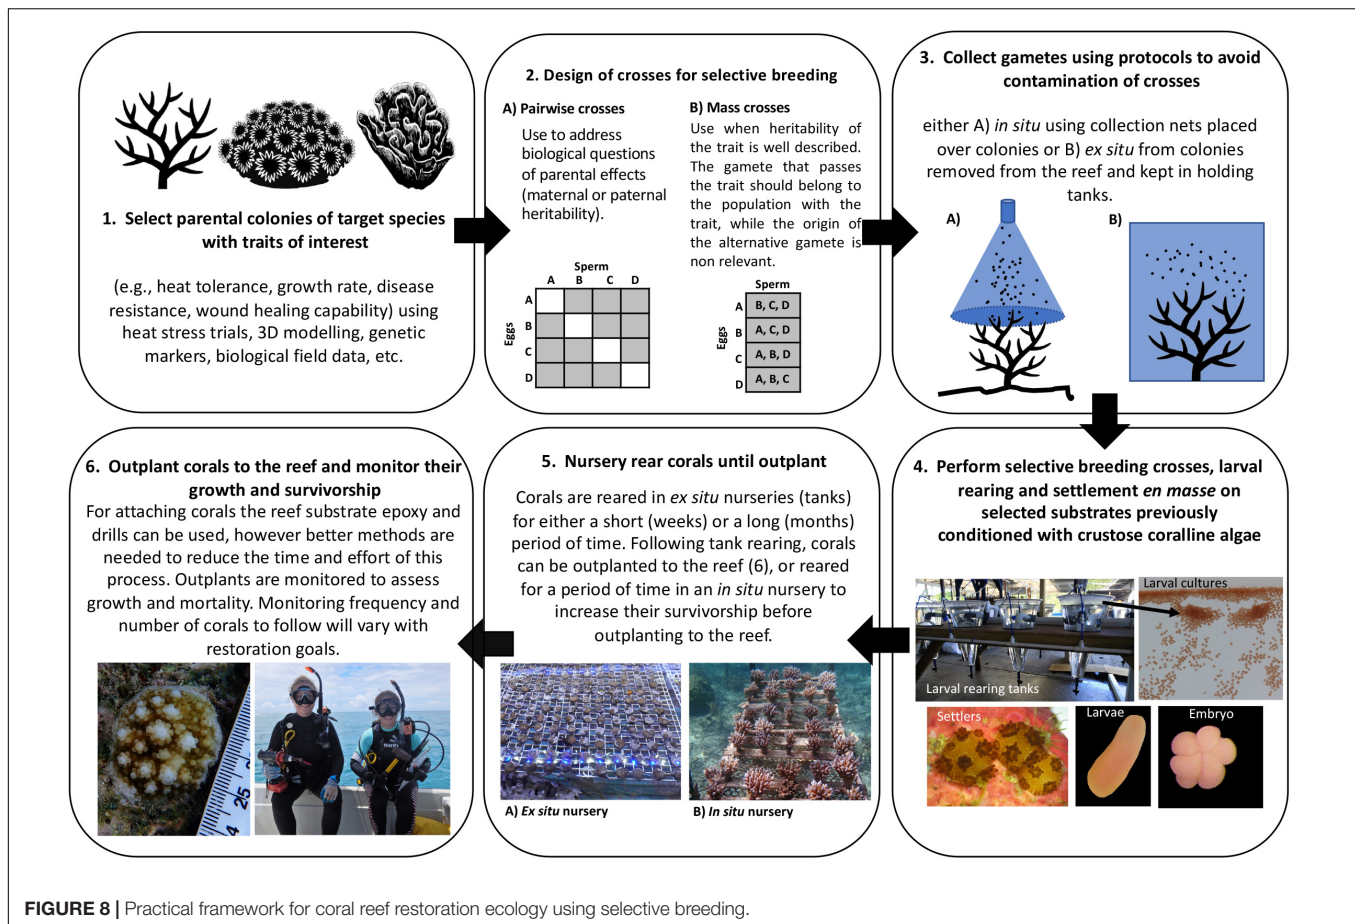 1. Select parental colonies of target species
with traits of interest
(e.g., heat tolerance, growth rate, disease
resistance, wound healing capability) using
heat stress trials, 3D modelling, genetic
markers, biological field data, etc.
2. Design of crosses for selective breeding
A) Pairwise crosses
Use to address
biological questions
of parental effects
(maternal or paternal
heritability).
Sperm
A B C D
Eggs
A
B
C
D
B) Mass crosses
Use when heritability of
the trait is well described.
The gamete that passes
the trait should belong to
the population with the
trait, while the origin of
the alternative gamete is
non relevant.
Sperm
Eggs
A B, C, D
B A, C, D
C A, B, D
D A, B, C
3. Collect gametes using protocols to avoid
contamination of crosses
either A) in situ using collection nets placed
over colonies or B) ex situ from colonies
removed from the reef and kept in holding
tanks.
A)
B)
4. Perform selective breeding crosses, larval
rearing and settlement en masse on
selected substrates previously
conditioned with crustose coralline algae
Larval cultures
Larval rearing tanks
Settlers
Larvae
Embryo
5. Nursery rear corals until outplant
Corals are reared in ex situ nurseries (tanks)
for either a short (weeks) or a long (months)
period of time. Following tank rearing, corals
can be outplanted to the reef (6), or reared
for a period of time in an in situ nursery to
increase their survivorship before
outplanting to the reef.
A) Ex situ nursery
B) In situ nursery
6. Outplant corals to the reef and monitor their
growth and survivorship
For attaching corals the reef substrate epoxy and
drills can be used, however better methods are
needed to reduce the time and effort of this
process. Outplants are monitored to assess
growth and mortality. Monitoring frequency and
number of corals to follow will vary with
restoration goals.
25
4
FIGURE 8 | Practical framework for coral reef restoration ecology using selective breeding.